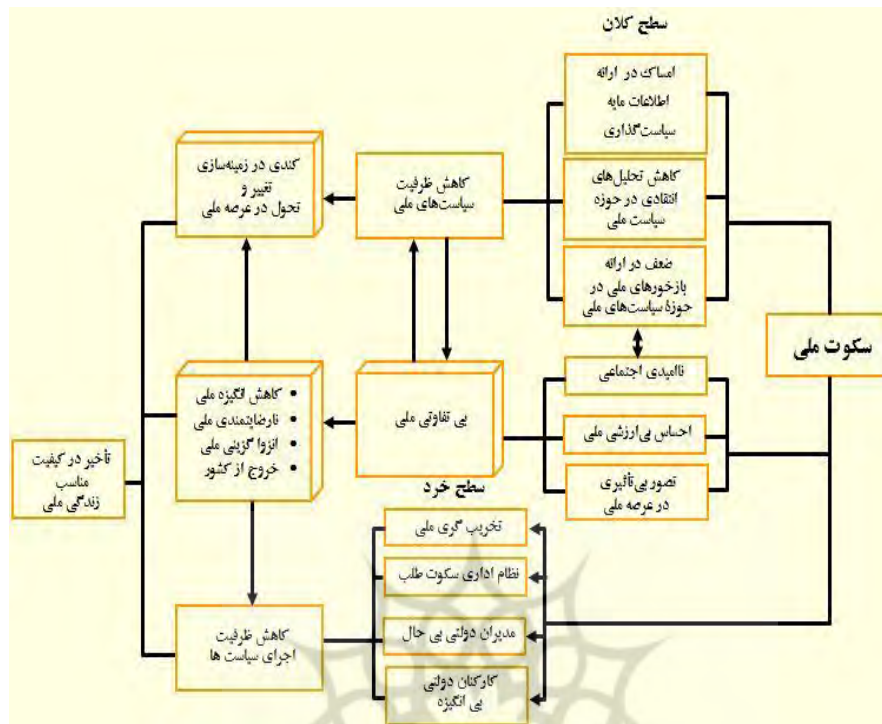 سطح کلان
امساک در ارائه
اطلاعات مایه
سیاست‌گذاری
کاهش تحلیل‌های
انتقادی در حوزه
سیاست ملی
ضعف در ارائه
بازخورهای ملی در
حوزهٔ سیاست‌های ملی
سکوت ملی
ناامیدی اجتماعی
احساس بی‌ارزشی ملی
تصور بی‌تأثیری
در عرصه ملی
کاهش ظرفیت
سیاست‌های ملی
کندی در زمینه‌سازی
تغییر و
تحول در عرصه ملی
بی تفاوتی ملی
• کاهش انگیزه ملی
• نارضایتمندی ملی
• انزوا گزینی ملی
• خروج از کشور
تأخیر در کیفیت
مناسب
زندگی ملی
سطح خرد
تخریب گری ملی
نظام اداری سکوت طلب
مدیران دولتی بی حال
کارکنان دولتی
بی انگیزه
کاهش ظرفیت
اجرای سیاست ها